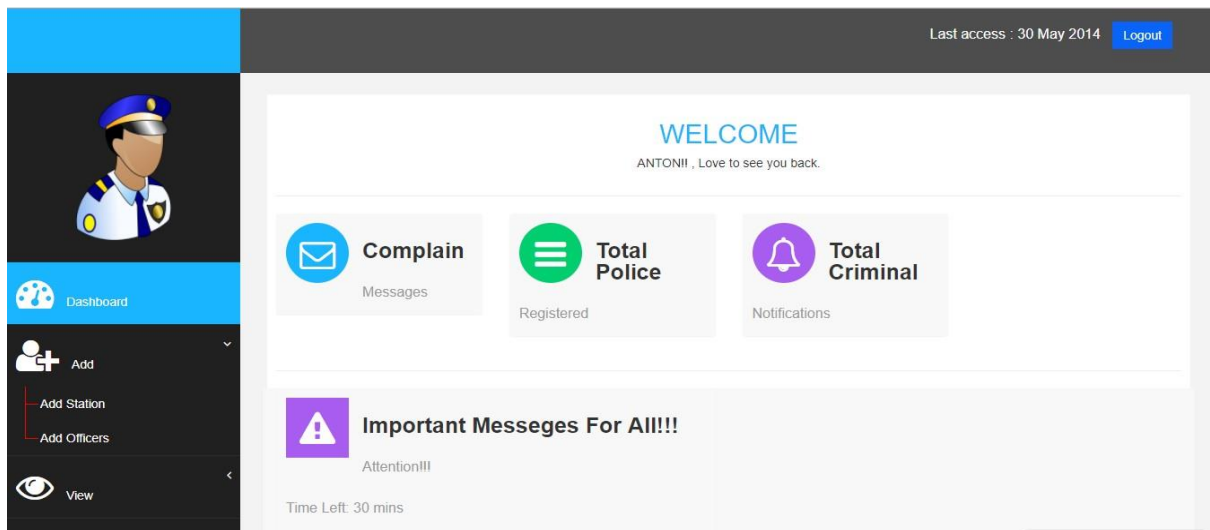 Last access : 30 May 2014 Logout
Dashboard
Add
Add Station
Add Officers
View
WELCOME
ANTON!! , Love to see you back.
Complain
Messages
Total
Police
Registered
Total
Criminal
Notifications
Important Messeges For All!!!
Attention!!!
Time Left: 30 mins